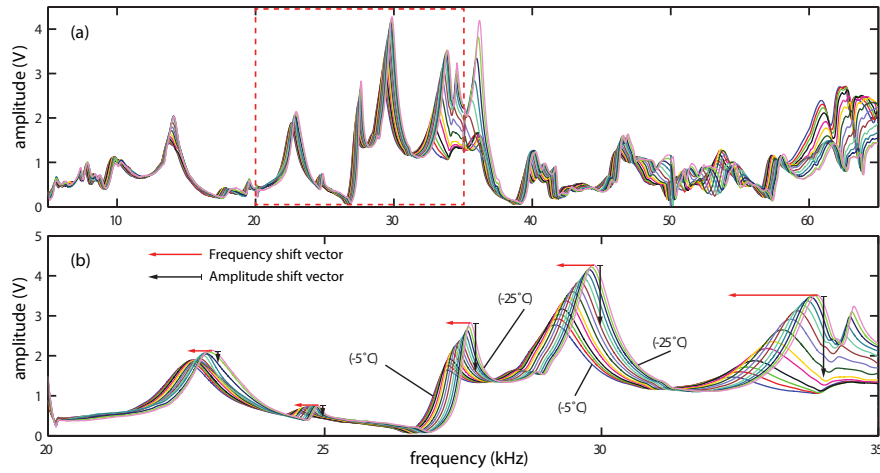 (a)
amplitude (V)
4
3
2
1
0
10
20
30
40
50
60
(b)
Frequency shift vector
Amplitude shift vector
amplitude (V)
5
4
3
2
1
0
(-5˚C)
(-25˚C)
(-25˚C)
(-5˚C)
20
25
30
35
frequency (kHz)